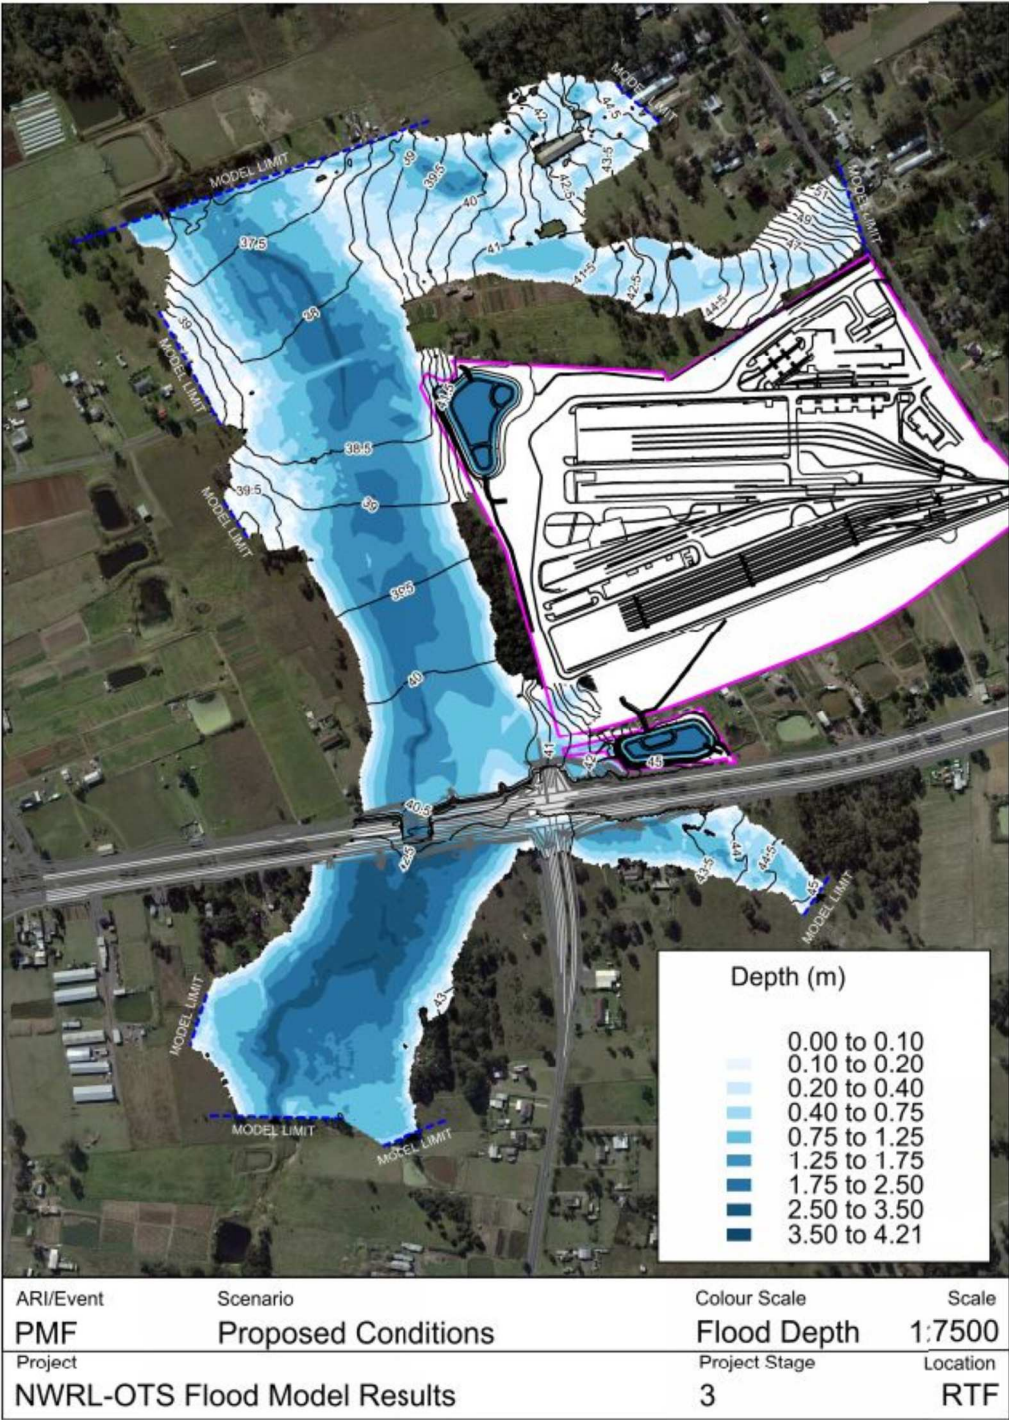 MODEL LIMIT
44.5
42
43.5
42.5
39
39.5
40
MODEL LIMIT
51
49
MODEL LIMIT
37.5
41
41.5
42.5
44.5
38
39
MODEL LIMIT
38.5
39.5
39
MODEL LIMIT
39.5
40
41
42
45
40.5
42.5
44
44.5
43.5
45
MODEL LIMIT
43
MODEL LIMIT
MODEL LIMIT
MODEL LIMIT
Depth (m)
0.00 to 0.10
0.10 to 0.20
0.20 to 0.40
0.40 to 0.75
0.75 to 1.25
1.25 to 1.75
1.75 to 2.50
2.50 to 3.50
3.50 to 4.21
ARI/Event Scenario Colour Scale Scale
PMF Proposed Conditions Flood Depth 1:7500
Project Project Stage Location
NWRL-OTS Flood Model Results 3 RTF